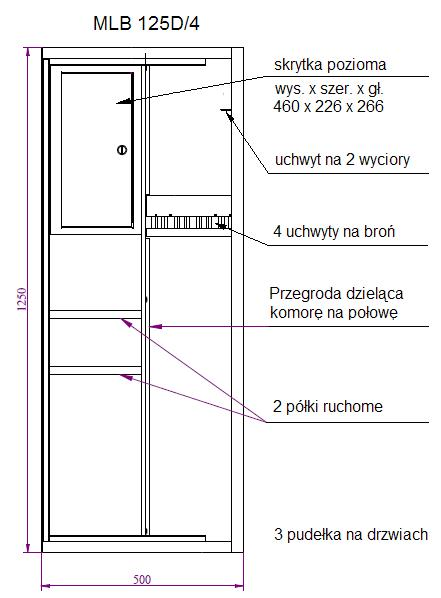 MLB 125D/4
skrytka pozioma
wys. x szer. x gł.
460 x 226 x 266
uchwyt na 2 wyciory
4 uchwyty na broń
1250
Przegroda dzieląca
komorę na połowę
2 półki ruchome
3 pudełka na drzwiach
500